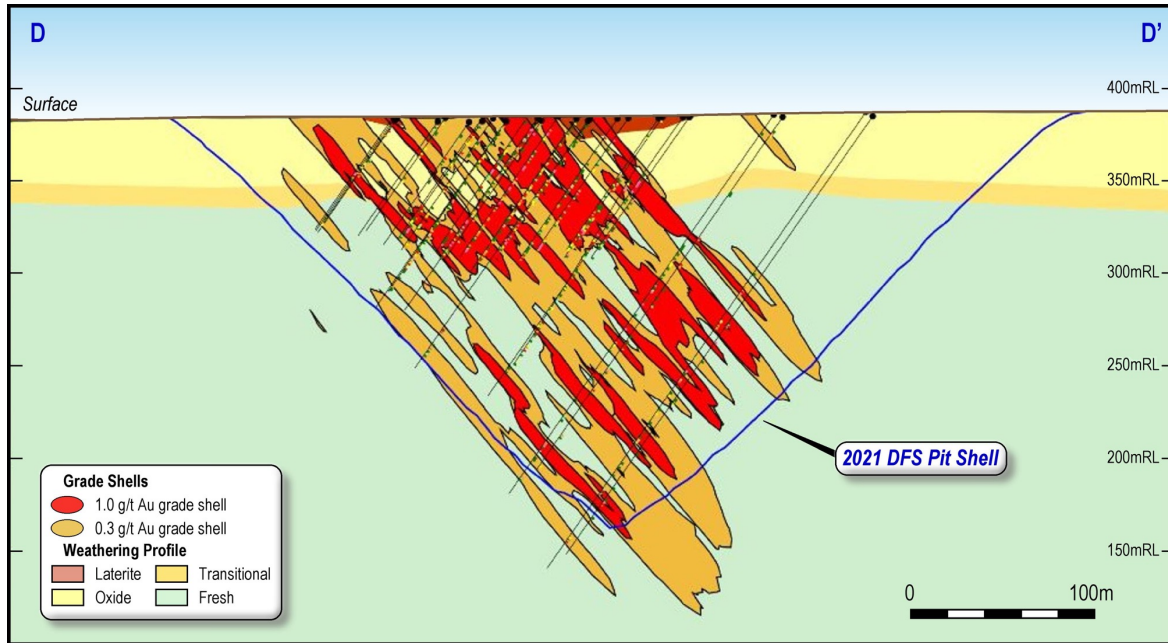 D
D'
400mRL
Surface
350mRL
300mRL
250mRL
2021 DFS Pit Shell
200mRL
150mRL
Grade Shells
1.0 g/t Au grade shell
0.3 g/t Au grade shell
Weathering Profile
Laterite
Transitional
Oxide
Fresh
0
100m